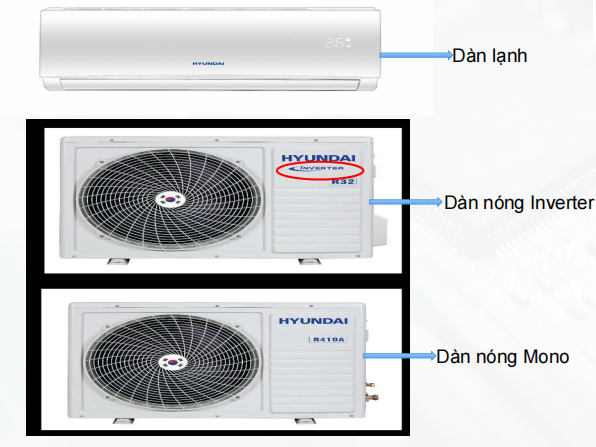 26
HYUNDAI
Dàn lạnh
HYUNDAI
INVERTER
R32
Dàn nóng Inverter
HYUNDAI
R410A
Dàn nóng Mono